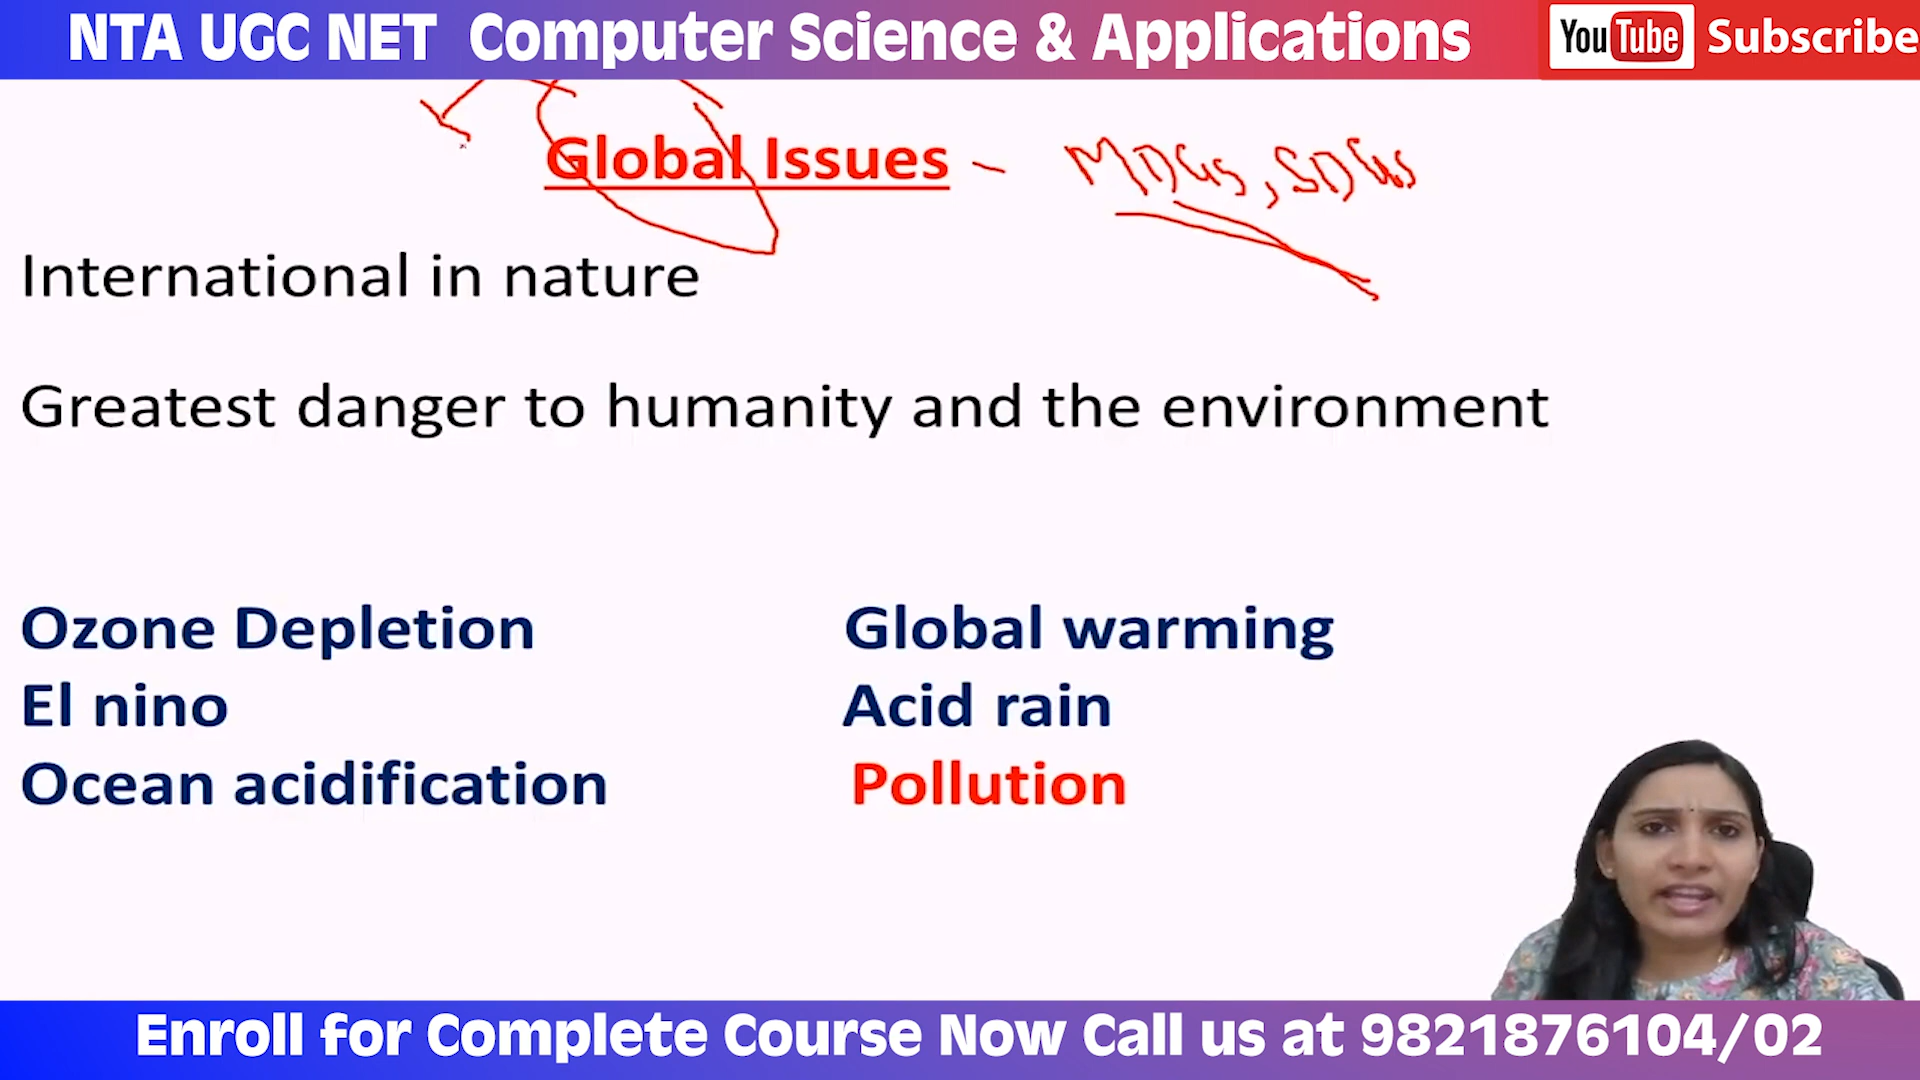 NTA UGC NET Computer Science & Applications
YouTube Subscribe
Global Issues - MDGs, SDGs
International in nature
Greatest danger to humanity and the environment
Ozone Depletion Global warming
El nino Acid rain
Ocean acidification Pollution
Enroll for Complete Course Now Call us at 9821876104/02